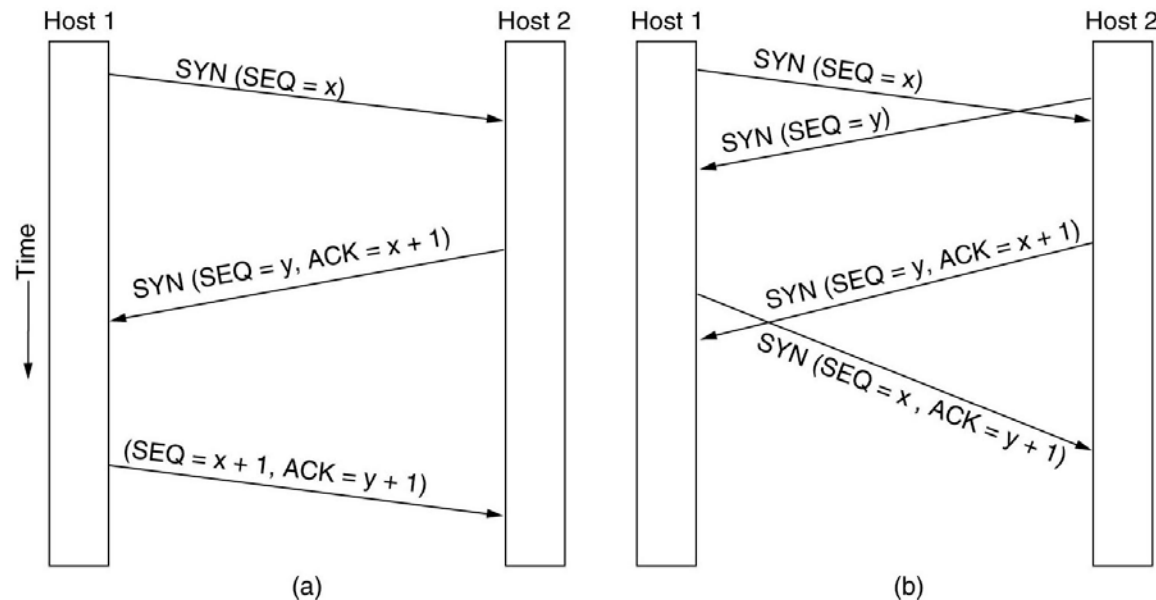 Host 1
Host 2
SYN (SEQ = x)
SYN (SEQ = y, ACK = x + 1)
(SEQ = x + 1, ACK = y + 1)
Time
(a)
Host 1
Host 2
SYN (SEQ = x)
SYN (SEQ = y)
SYN (SEQ = y, ACK = x + 1)
SYN (SEQ = x , ACK = y + 1)
(b)